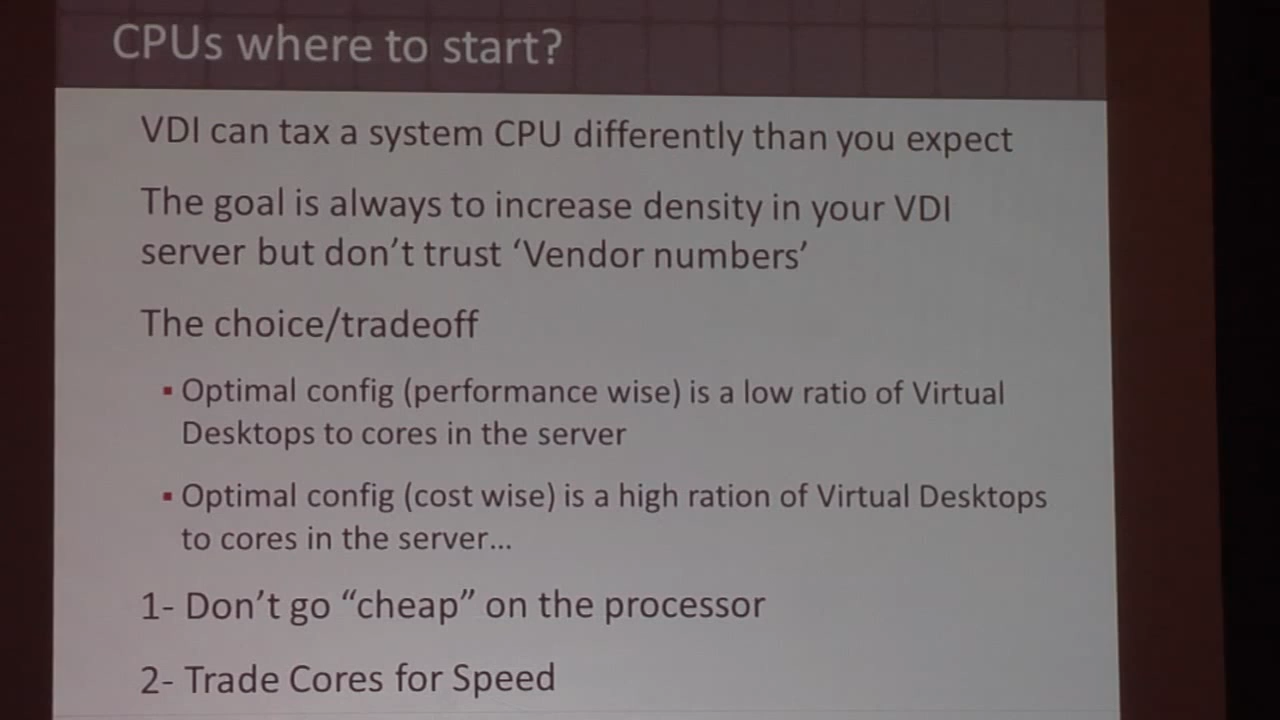 CPUs where to start?
VDI can tax a system CPU differently than you expect
The goal is always to increase density in your VDI
server but don't trust ‘Vendor numbers’
The choice/tradeoff
▪ Optimal config (performance wise) is a low ratio of Virtual
Desktops to cores in the server
▪ Optimal config (cost wise) is a high ration of Virtual Desktops
to cores in the server...
1- Don't go “cheap” on the processor
2- Trade Cores for Speed